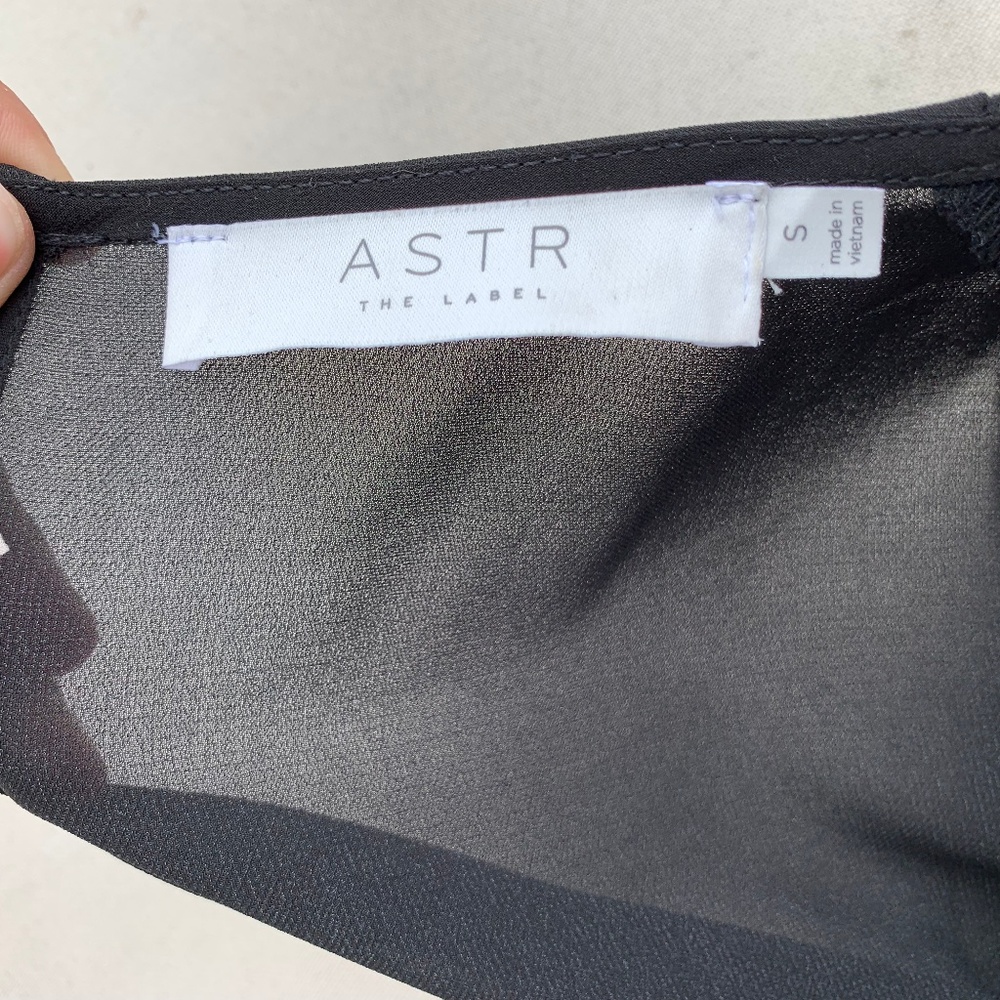 ASTR
THE LABEL
S
made in
vietnam